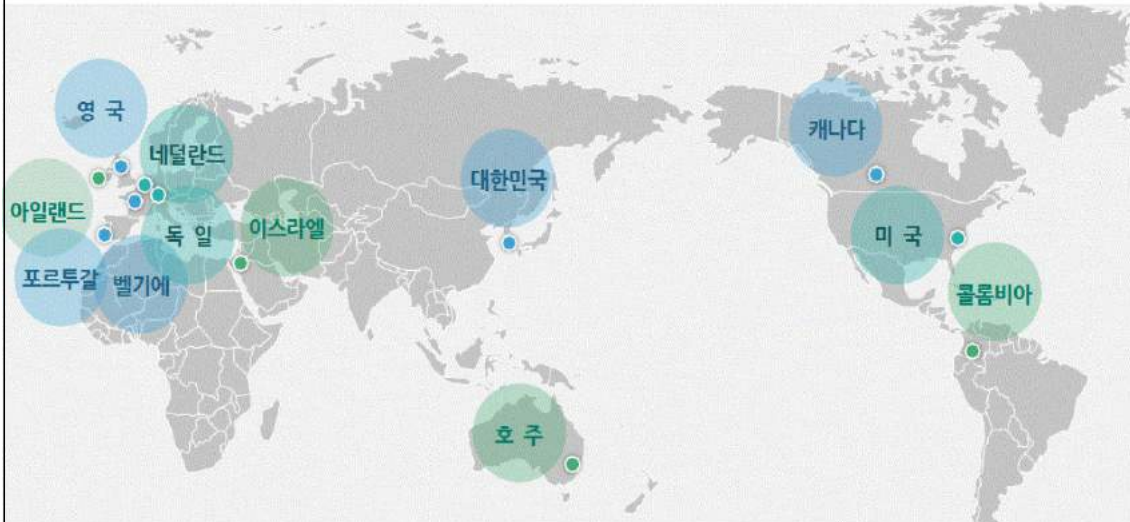 영 국
네덜란드
아일랜드
독 일
이스라엘
포르투갈
벨기에
대한민국
캐나다
미 국
콜롬비아
호 주